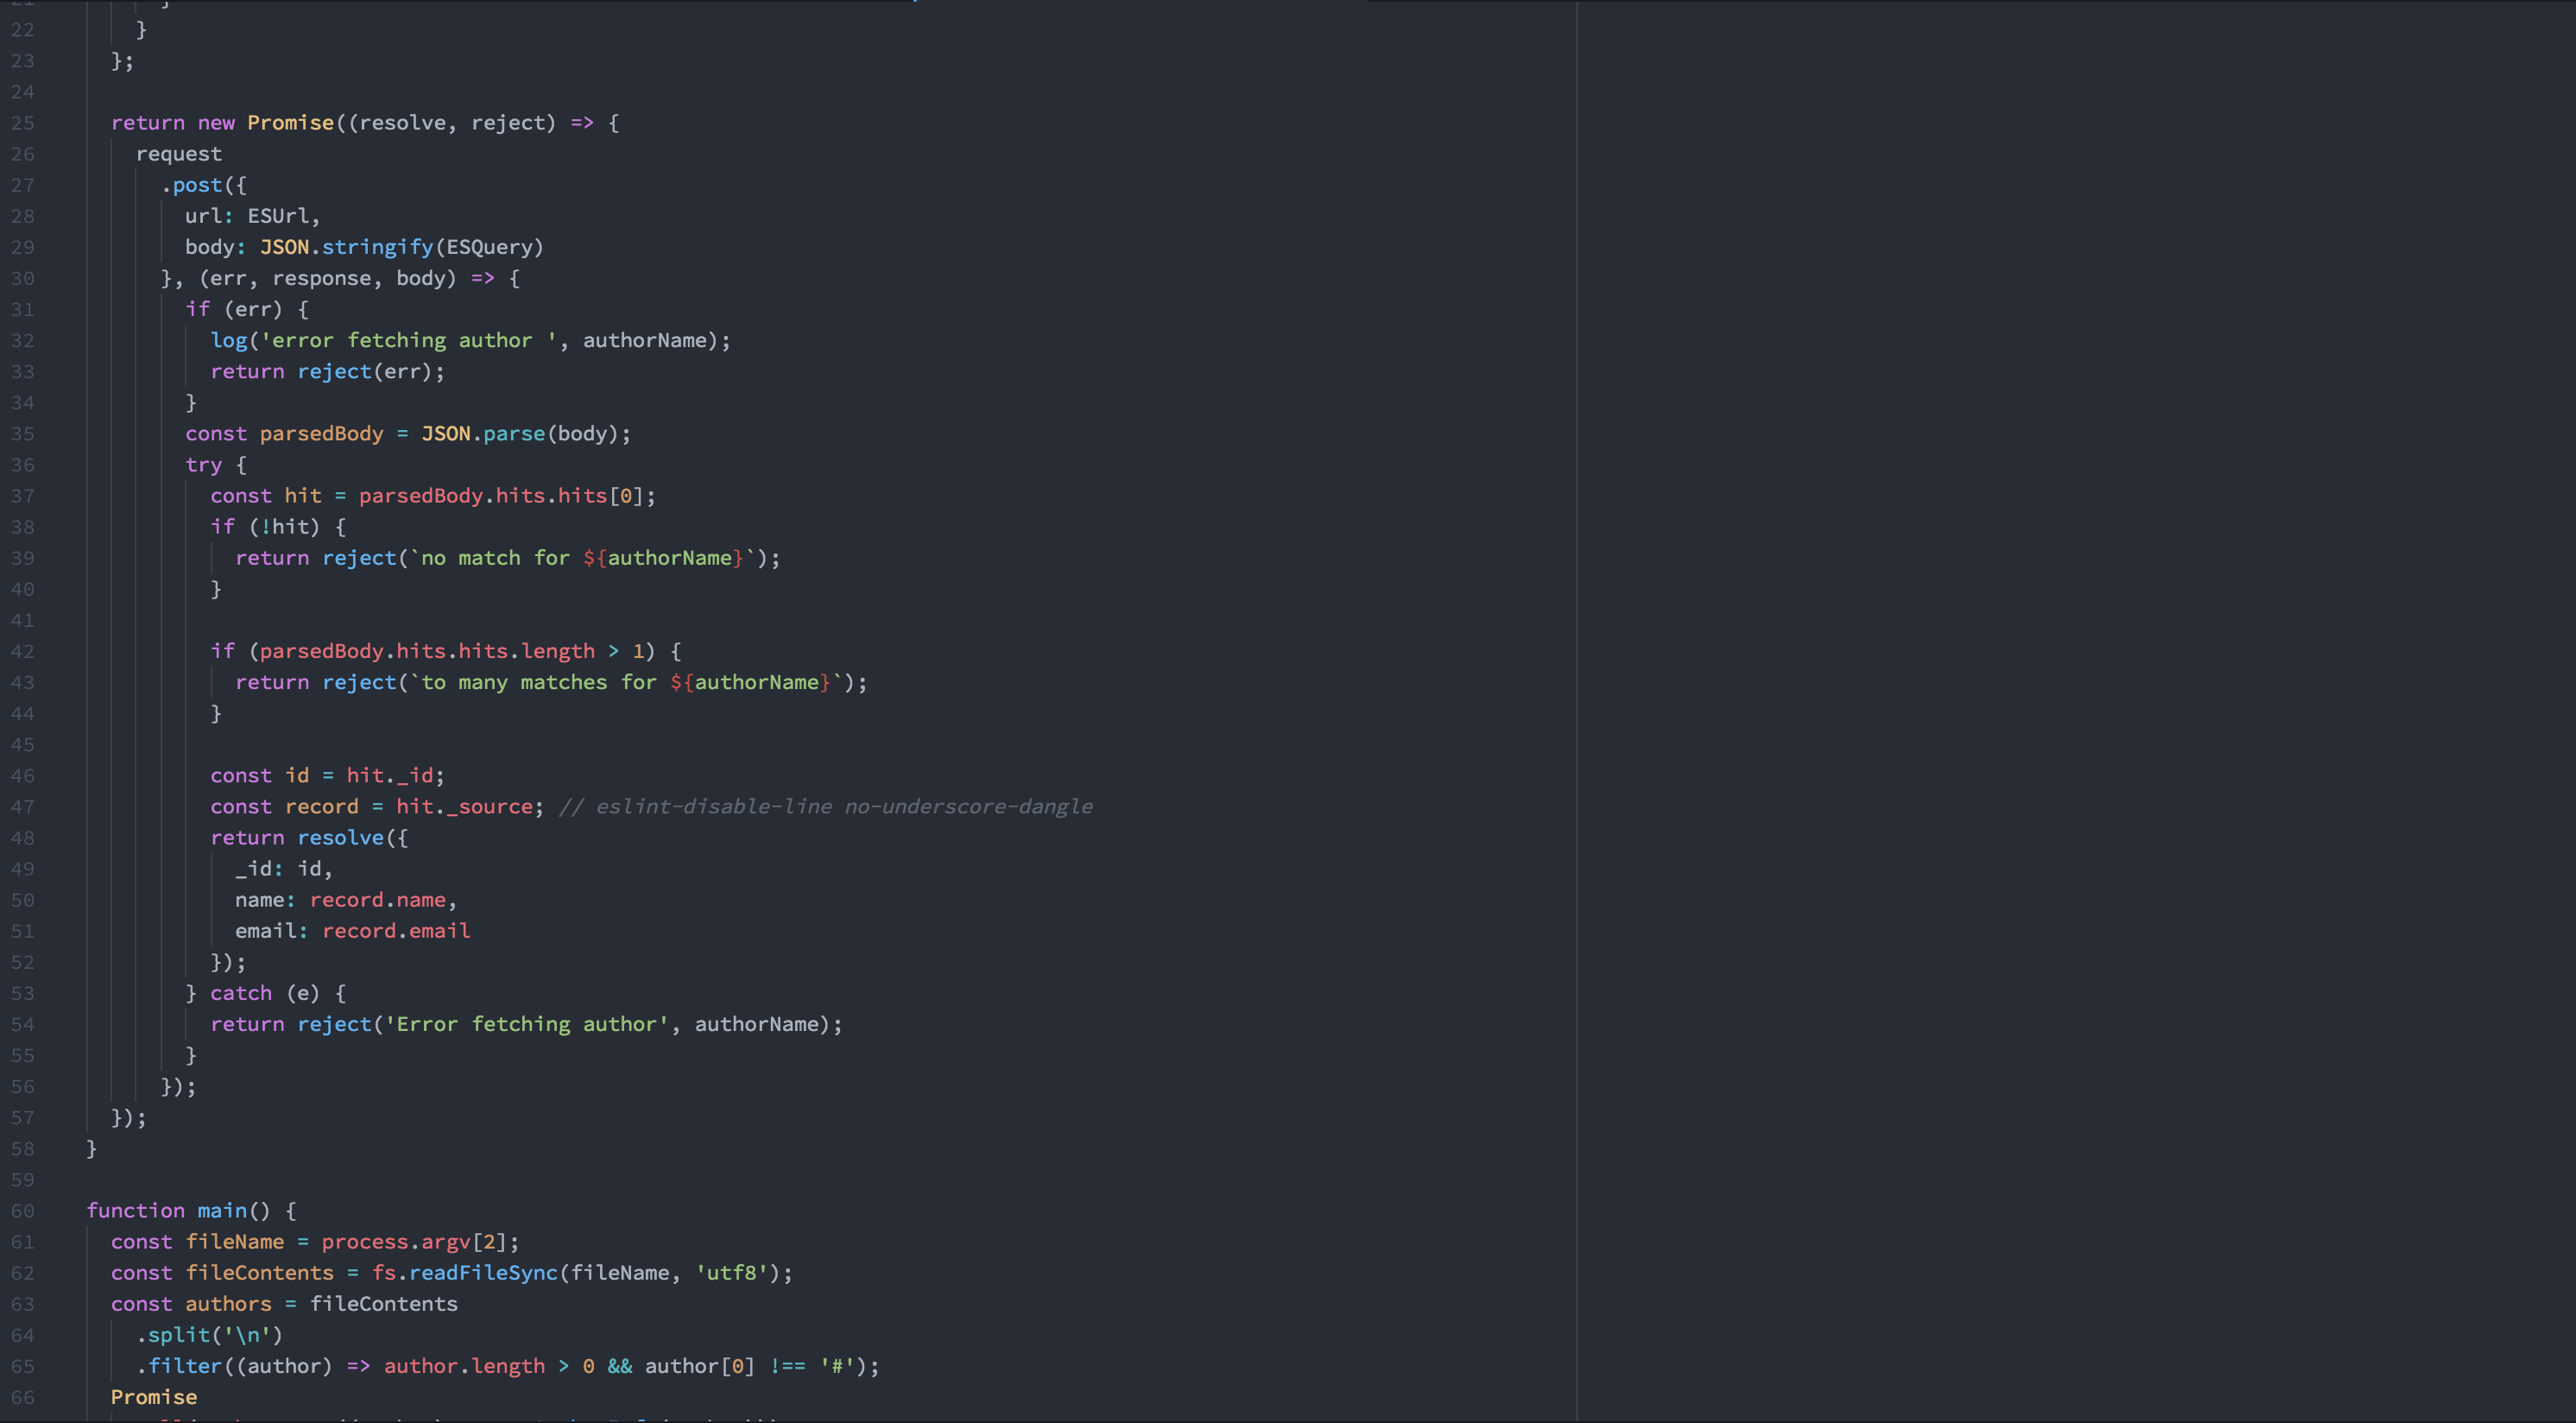 21 }
22 }
23 };
24
25 return new Promise((resolve, reject) => {
26 request
27 .post({
28 url: ESUrl,
29 body: JSON.stringify(ESQuery)
30 }, (err, response, body) => {
31 if (err) {
32 log('error fetching author ', authorName);
33 return reject(err);
34 }
35 const parsedBody = JSON.parse(body);
36 try {
37 const hit = parsedBody.hits.hits[0];
38 if (!hit) {
39 return reject(`no match for ${authorName}`);
40 }
41
42 if (parsedBody.hits.hits.length > 1) {
43 return reject(`to many matches for ${authorName}`);
44 }
45
46 const id = hit._id;
47 const record = hit._source; // eslint-disable-line no-underscore-dangle
48 return resolve({
49 _id: id,
50 name: record.name,
51 email: record.email
52 });
53 } catch (e) {
54 return reject('Error fetching author', authorName);
55 }
56 });
57 });
58 }
59
60 function main() {
61 const fileName = process.argv[2];
62 const fileContents = fs.readFileSync(fileName, 'utf8');
63 const authors = fileContents
64 .split('\n')
65 .filter((author) => author.length > 0 && author[0] !== '#');
66 Promise